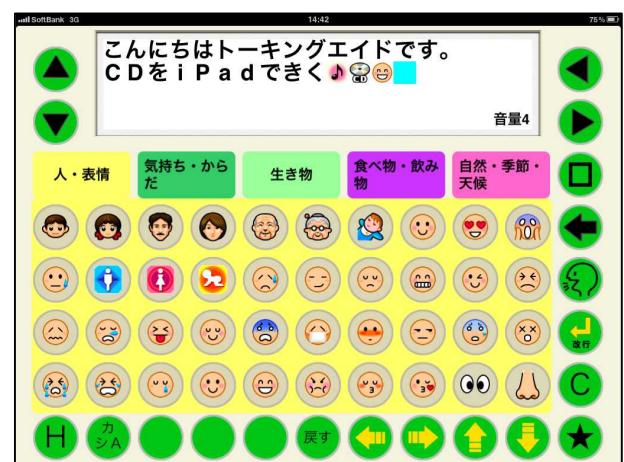 SoftBank 3G 14:42 75%
こんにちはトーキングエイドです。
ＣＤをｉＰａｄできく
CD
音量4
人・表情 気持ち・からだ 生き物 食べ物・飲み物 自然・季節・天候
改行
C
H カシA 戻す